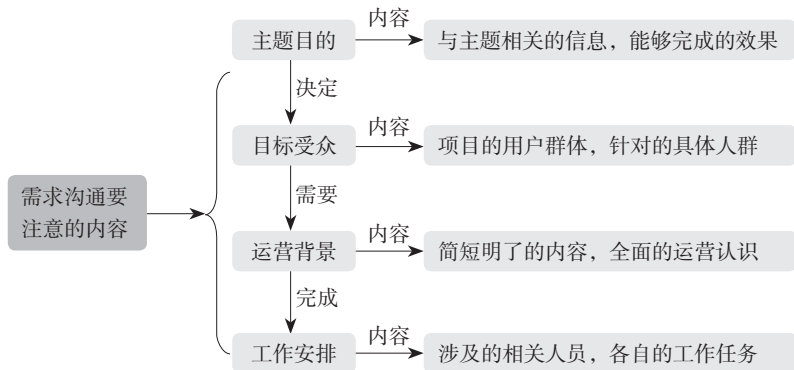 内容
主题目的
与主题相关的信息，能够完成的效果
决定
内容
目标受众
项目的用户群体，针对的具体人群
需求沟通要
注意的内容
需要
内容
运营背景
简短明了的内容，全面的运营认识
完成
内容
工作安排
涉及的相关人员，各自的工作任务